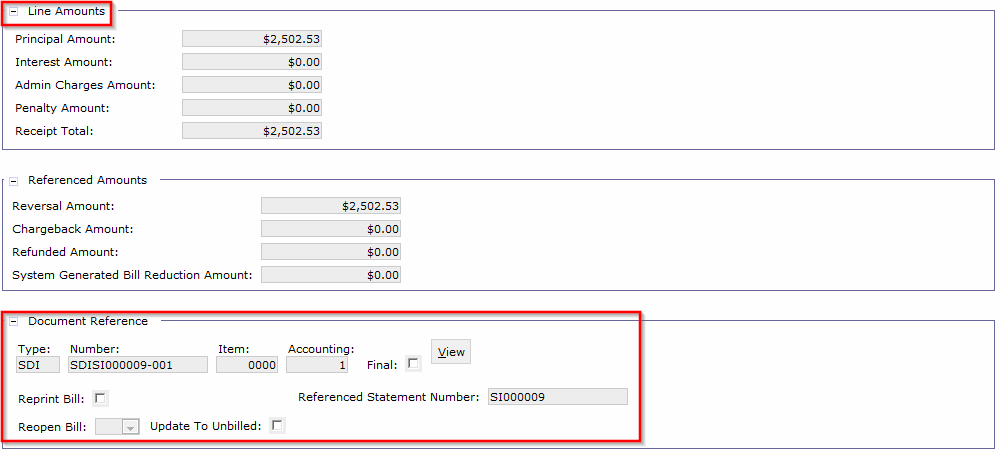 Line Amounts
Principal Amount: $2,502.53
Interest Amount: $0.00
Admin Charges Amount: $0.00
Penalty Amount: $0.00
Receipt Total: $2,502.53
Referenced Amounts
Reversal Amount: $2,502.53
Chargeback Amount: $0.00
Refunded Amount: $0.00
System Generated Bill Reduction Amount: $0.00
Document Reference
Type: Number: Item: Accounting:
SDI SDISI000009-001 0000 1 Final: View
Reprint Bill: Referenced Statement Number: SI000009
Reopen Bill: Update To Unbilled: